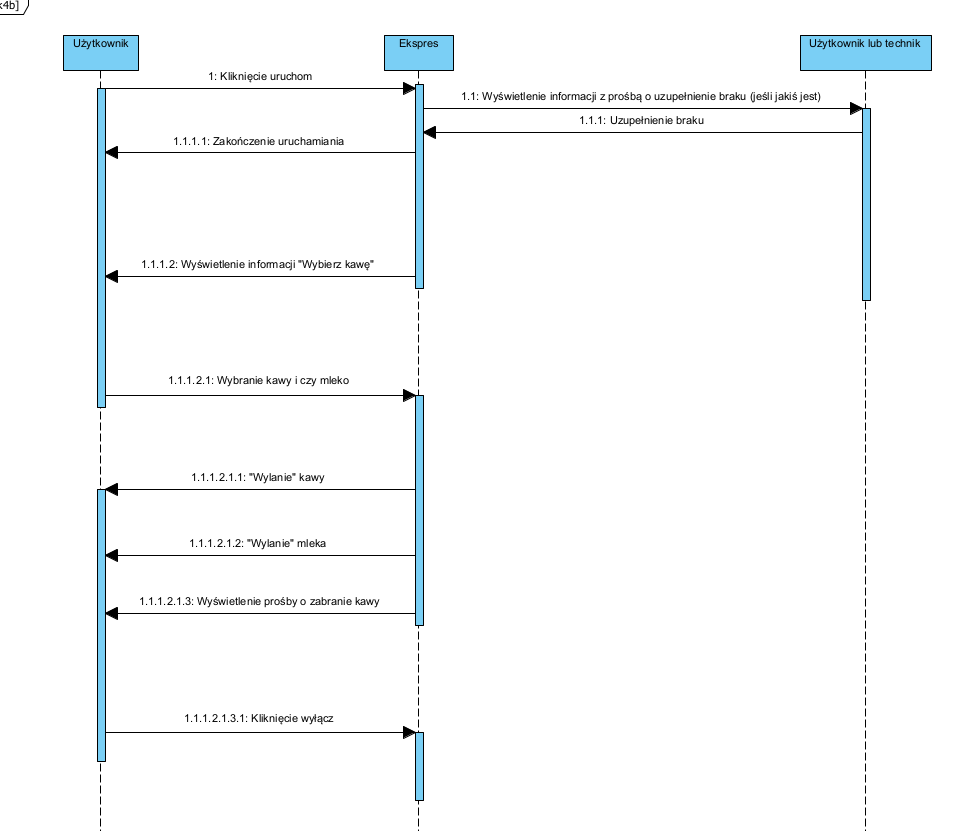 k4b]
Użytkownik
Ekspres
Użytkownik lub technik
1: Kliknięcie uruchom
1.1: Wyświetlenie informacji z prośbą o uzupełnienie braku (jeśli jakiś jest)
1.1.1: Uzupełnienie braku
1.1.1.1: Zakończenie uruchamiania
1.1.1.2: Wyświetlenie informacji "Wybierz kawę"
1.1.1.2.1: Wybranie kawy i czy mleko
1.1.1.2.1.1: "Wylanie" kawy
1.1.1.2.1.2: "Wylanie" mleka
1.1.1.2.1.3: Wyświetlenie prośby o zabranie kawy
1.1.1.2.1.3.1: Kliknięcie wyłącz